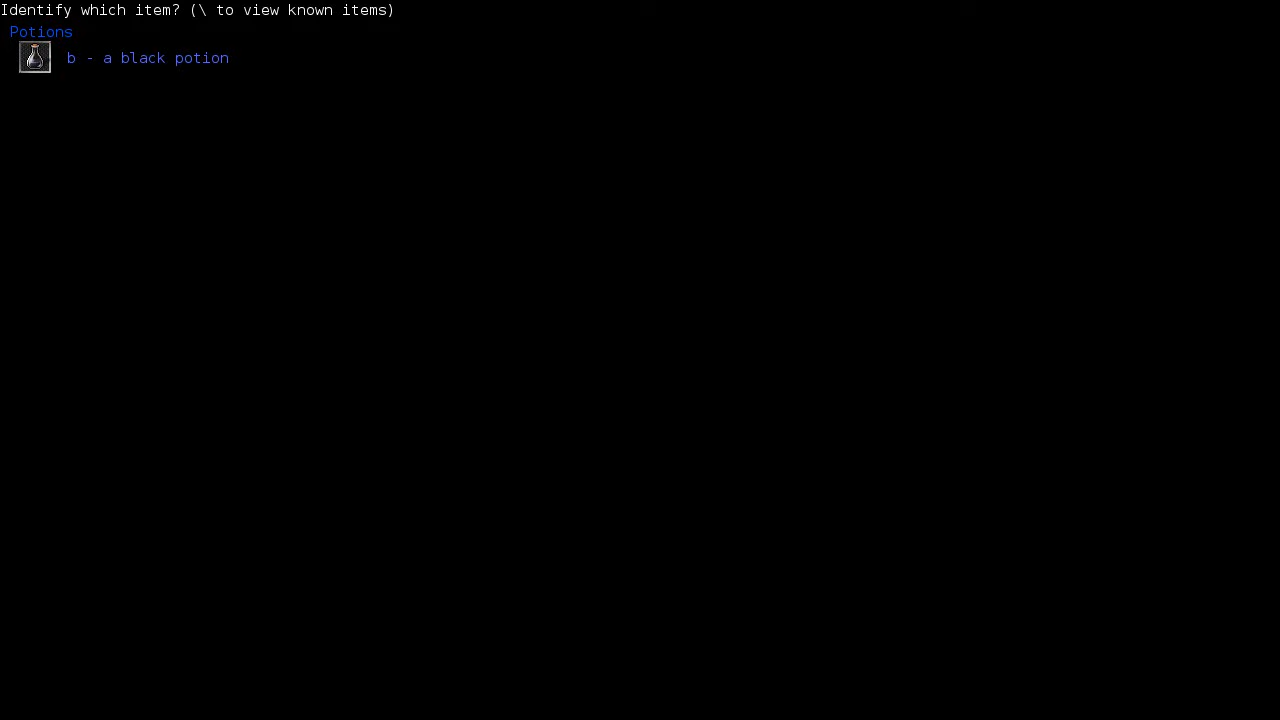 Identify which item? (\ to view known items)
Potions
b - a black potion